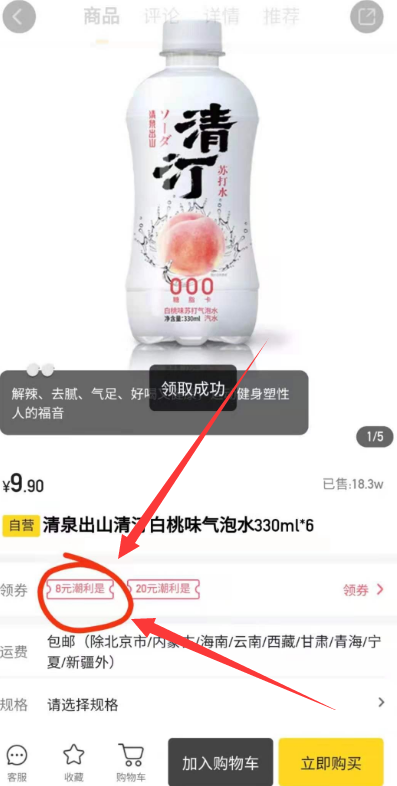 商品 评论 详情 推荐
清泉出山
ソーダ
清汀
苏打水
000
糖 脂 卡
白桃味苏打气泡水
净含量:330ml 汽水
解辣、去腻、气足、好喝
健身塑性
人的福音
领取成功
1/5
¥9.90
已售:18.3w
自营 清泉出山清汀白桃味气泡水330ml*6
领券 8元潮利是 20元潮利是 领券
运费 包邮（除北京市/内蒙古/海南/云南/西藏/甘肃/青海/宁
夏/新疆外）
规格 请选择规格
客服 收藏 购物车 加入购物车 立即购买